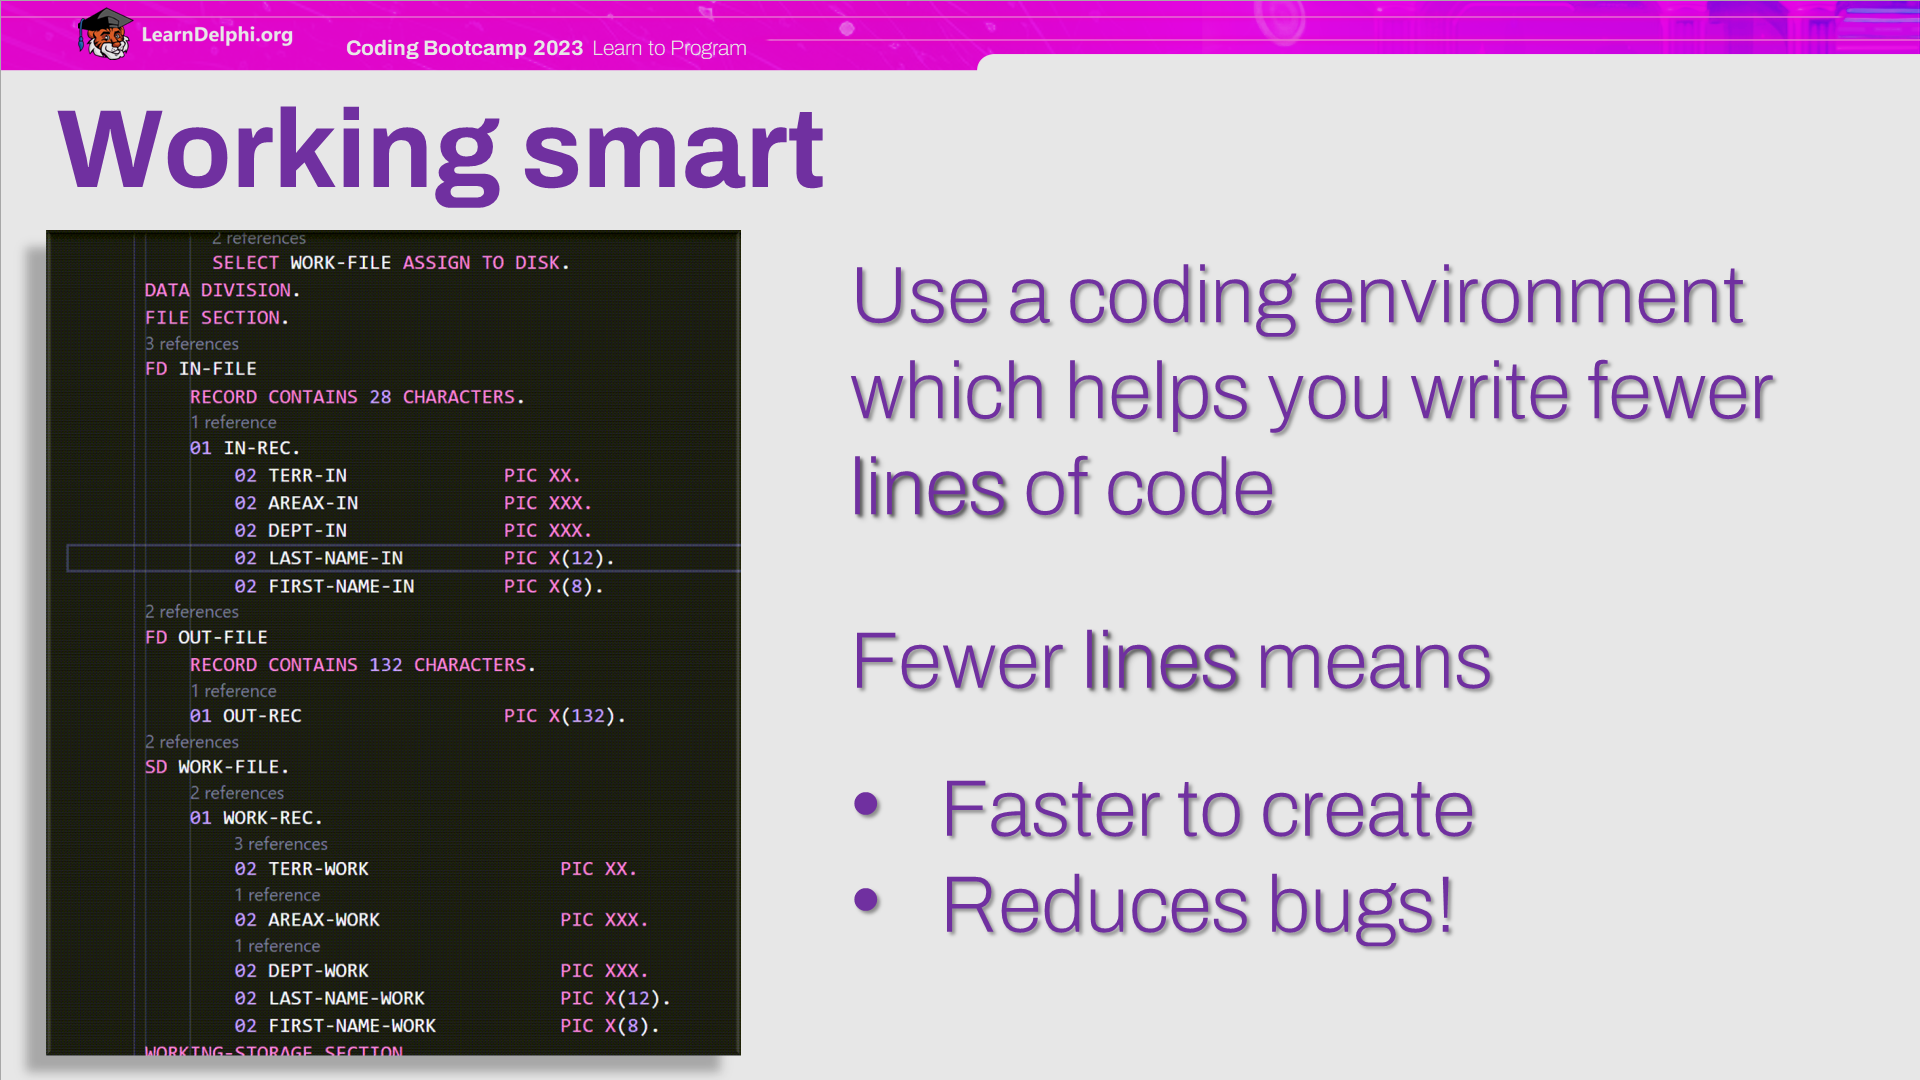 LearnDelphi.org
Coding Bootcamp 2023 Learn to Program
Working smart
2 references
SELECT WORK-FILE ASSIGN TO DISK.
DATA DIVISION.
FILE SECTION.
3 references
FD IN-FILE
RECORD CONTAINS 28 CHARACTERS.
1 reference
01 IN-REC.
02 TERR-IN PIC XX.
02 AREAX-IN PIC XXX.
02 DEPT-IN PIC XXX.
02 LAST-NAME-IN PIC X(12).
02 FIRST-NAME-IN PIC X(8).
2 references
FD OUT-FILE
RECORD CONTAINS 132 CHARACTERS.
1 reference
01 OUT-REC PIC X(132).
2 references
SD WORK-FILE.
2 references
01 WORK-REC.
3 references
02 TERR-WORK PIC XX.
1 reference
02 AREAX-WORK PIC XXX.
1 reference
02 DEPT-WORK PIC XXX.
02 LAST-NAME-WORK PIC X(12).
02 FIRST-NAME-WORK PIC X(8).
WORKING-STORAGE SECTION
Use a coding environment
which helps you write fewer
lines of code
Fewer lines means
• Faster to create
• Reduces bugs!